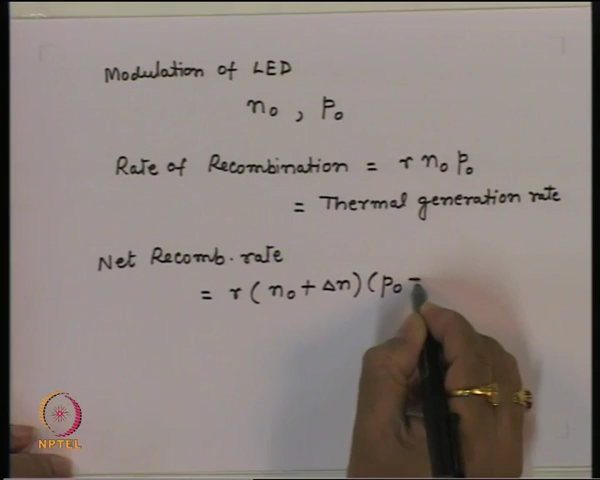 Modulation of LED
n₀ , p₀
Rate of Recombination = r n₀ p₀
= Thermal generation rate
Net Recomb. rate
= r ( n₀ + Δn ) ( p₀
NPTEL